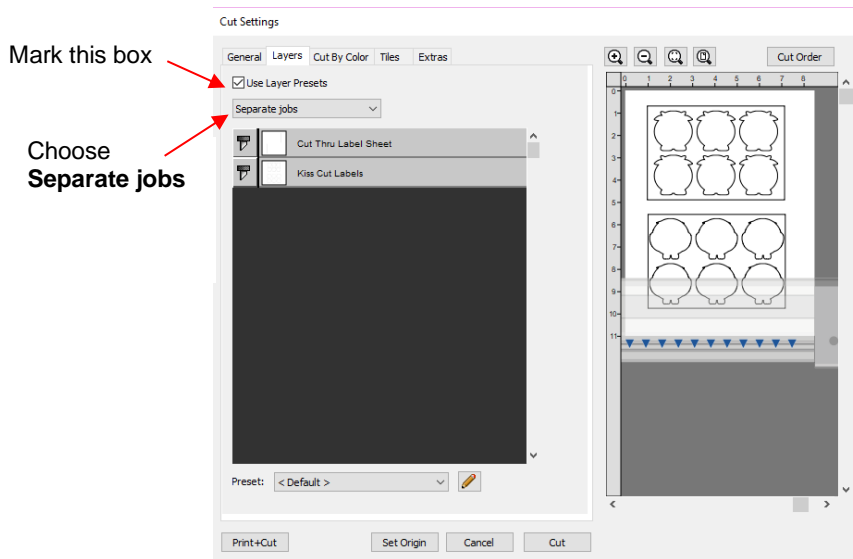 Cut Settings
Mark this box
General Layers Cut By Color Tiles Extras
Cut Order
Use Layer Presets
Separate jobs
Choose
Separate jobs
Cut Thru Label Sheet
Kiss Cut Labels
0 1 2 3 4 5 6 7 8
0
1
2
3
4
5
6
7
8
9
10
11
Preset: < Default >
Print+Cut Set Origin Cancel Cut